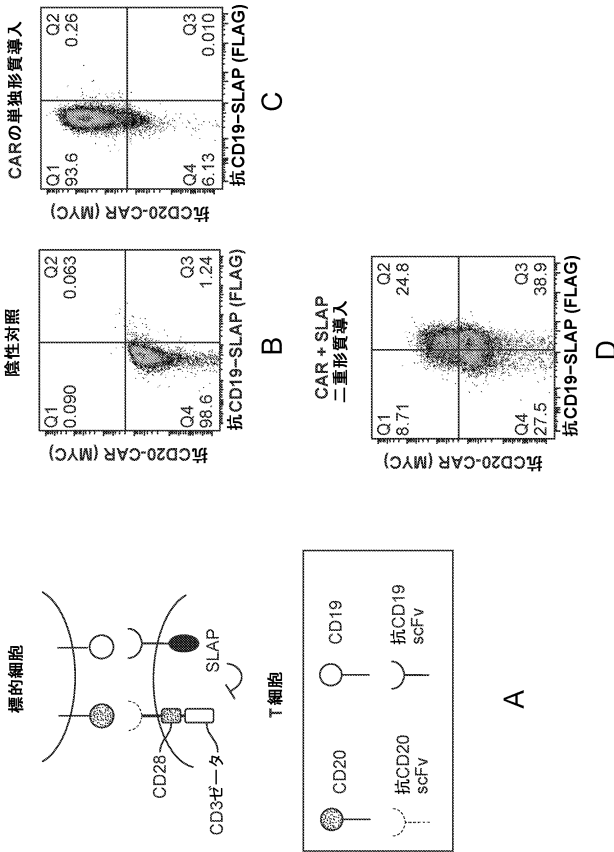 標的細胞
CD28
CD3ゼータ
SLAP
T 細胞
CD20
CD19
抗CD20
scFv
抗CD19
scFv
A
陰性対照
Q1
0.090
Q2
0.063
Q4
98.6
Q3
1.24
抗CD20-CAR (MYC)
抗CD19-SLAP (FLAG)
B
CARの単独形質導入
Q1
93.6
Q2
0.26
Q4
6.13
Q3
0.010
抗CD20-CAR (MYC)
抗CD19-SLAP (FLAG)
C
CAR + SLAP
二重形質導入
Q1
8.71
Q2
24.8
Q4
27.5
Q3
38.9
抗CD20-CAR (MYC)
抗CD19-SLAP (FLAG)
D